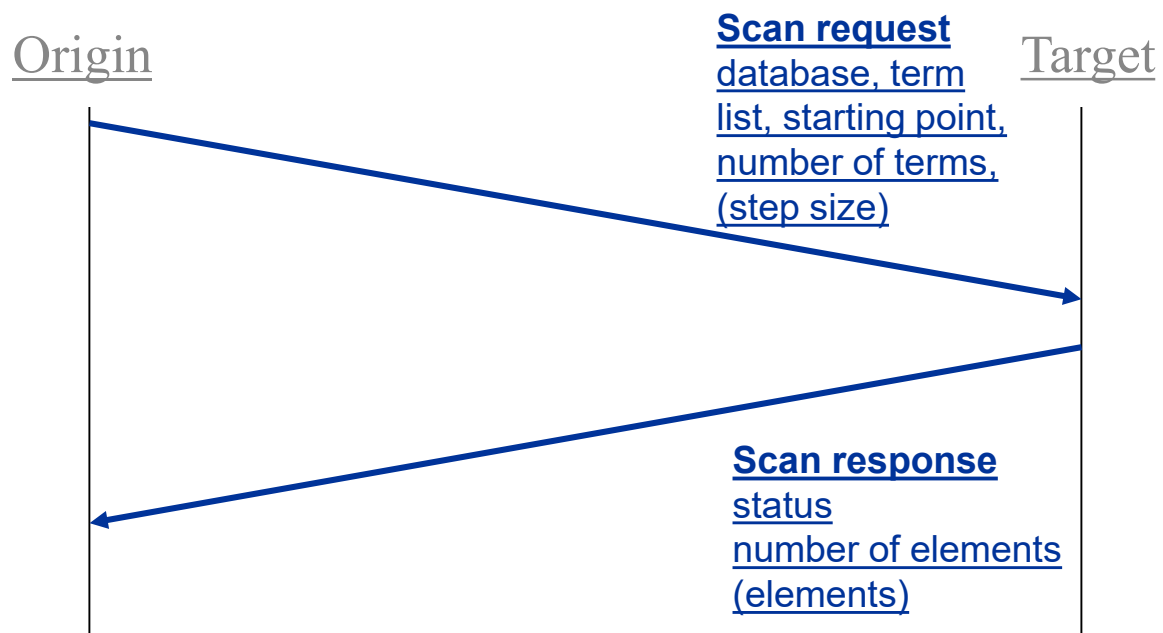 Origin
Scan request
database, term
list, starting point,
number of terms,
(step size)
Target
Scan response
status
number of elements
(elements)